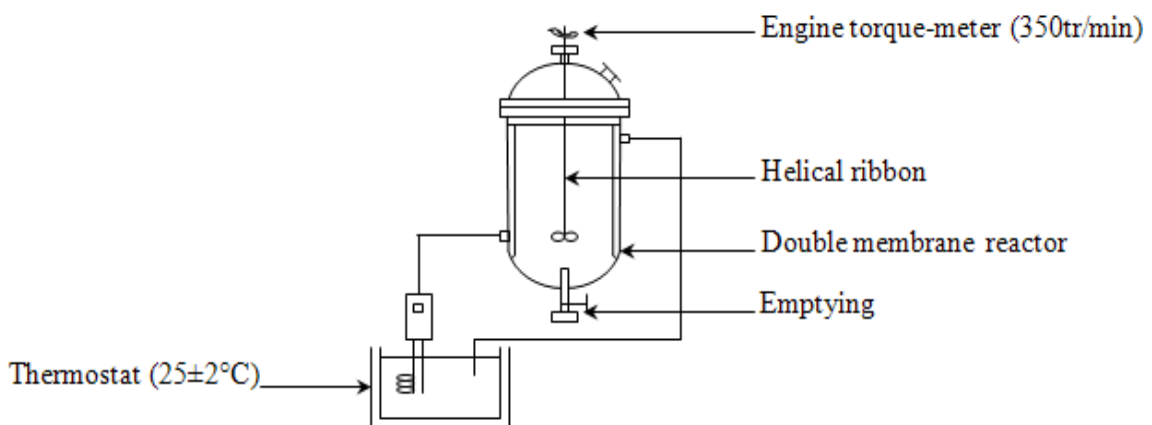 Engine torque-meter (350tr/min)
Helical ribbon
Double membrane reactor
Emptying
Thermostat (25±2°C)